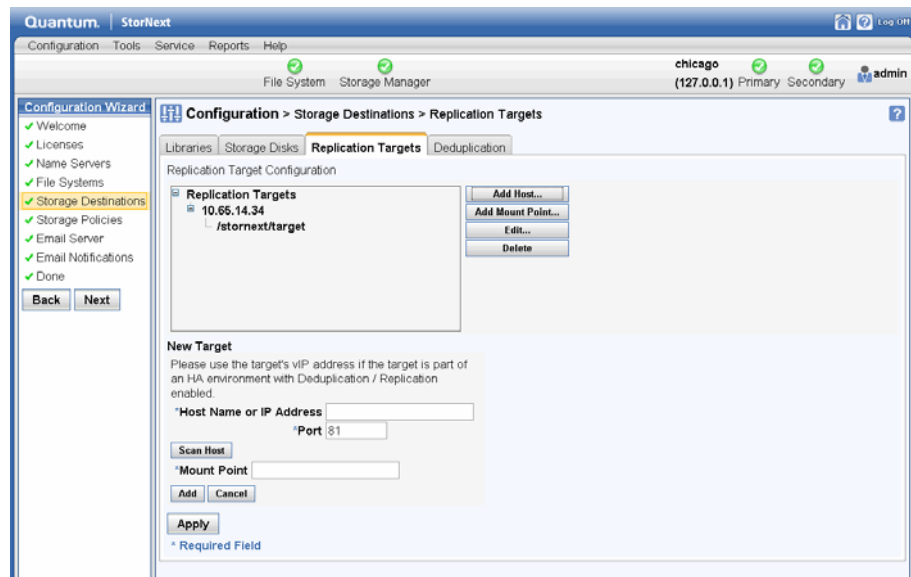 Quantum. StorNext
Log Off
Configuration Tools Service Reports Help
File System Storage Manager
chicago
(127.0.0.1) Primary Secondary
admin
Configuration Wizard
Welcome
Licenses
Name Servers
File Systems
Storage Destinations
Storage Policies
Email Server
Email Notifications
Done
Back Next
Configuration > Storage Destinations > Replication Targets
Libraries Storage Disks Replication Targets Deduplication
Replication Target Configuration
Replication Targets
10.65.14.34
/stornext/target
Add Host...
Add Mount Point...
Edit...
Delete
New Target
Please use the target's vIP address if the target is part of
an HA environment with Deduplication / Replication
enabled.
*Host Name or IP Address
*Port 81
Scan Host
*Mount Point
Add Cancel
Apply
* Required Field